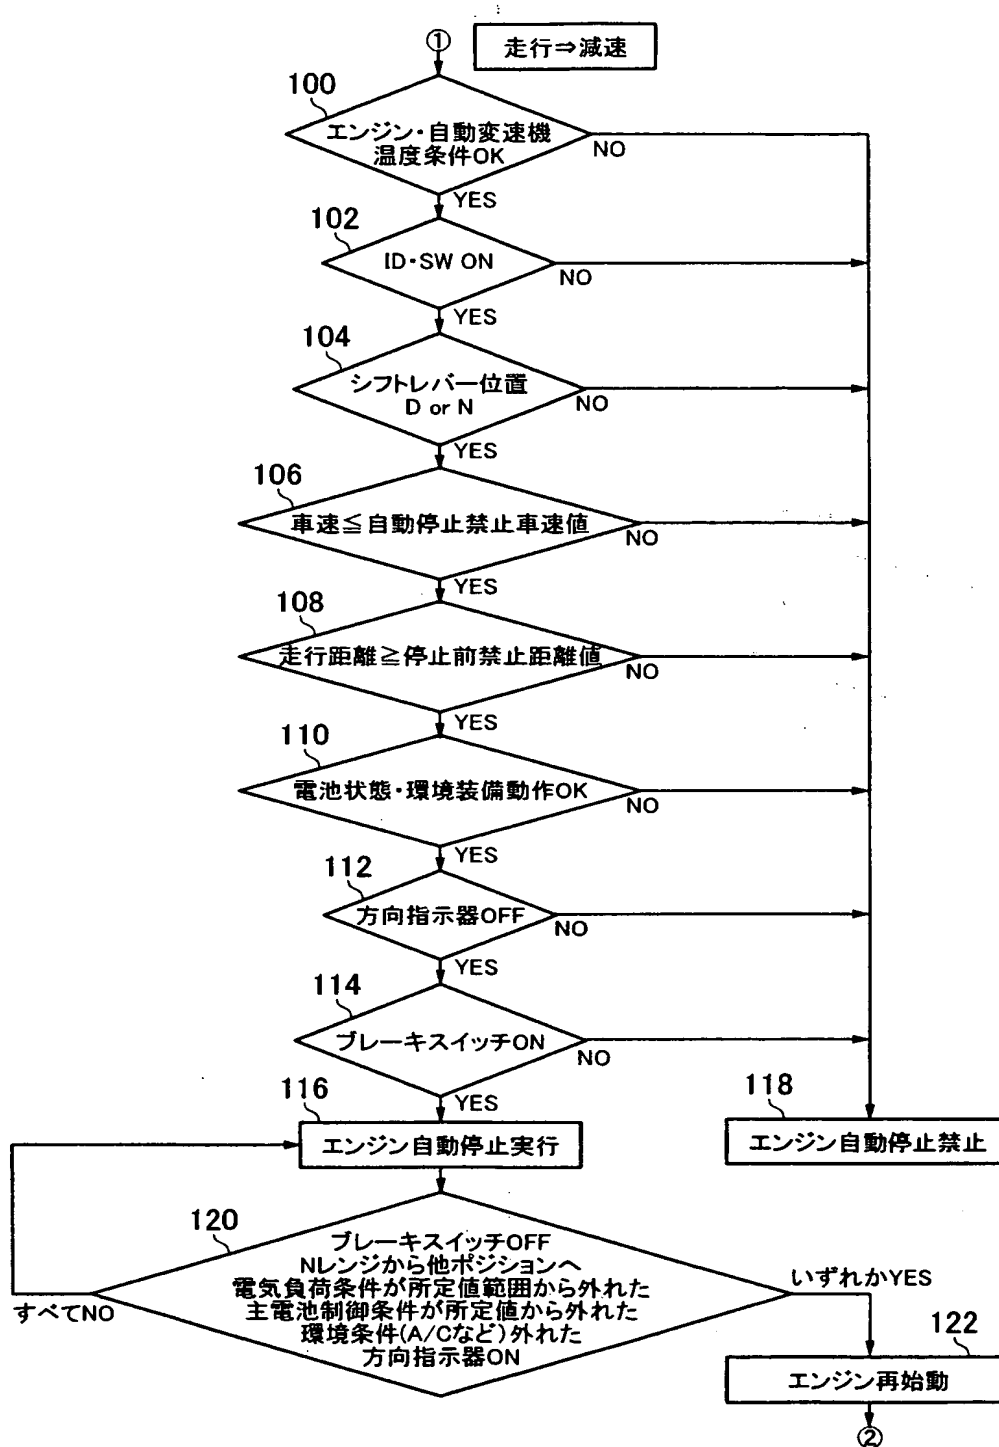 ①
走行⇒減速
100
エンジン・自動変速機
温度条件OK
NO
YES
102
ID・SW ON
NO
YES
104
シフトレバー位置
D or N
NO
YES
106
車速≦自動停止禁止車速値
NO
YES
108
走行距離≧停止前禁止距離値
NO
YES
110
電池状態・環境装備動作OK
NO
YES
112
方向指示器OFF
NO
YES
114
ブレーキスイッチON
NO
YES
116
エンジン自動停止実行
118
エンジン自動停止禁止
120
ブレーキスイッチOFF
Nレンジから他ポジションへ
電気負荷条件が所定値範囲から外れた
主電池制御条件が所定値から外れた
環境条件(A/Cなど)外れた
方向指示器ON
すべてNO
いずれかYES
122
エンジン再始動
②